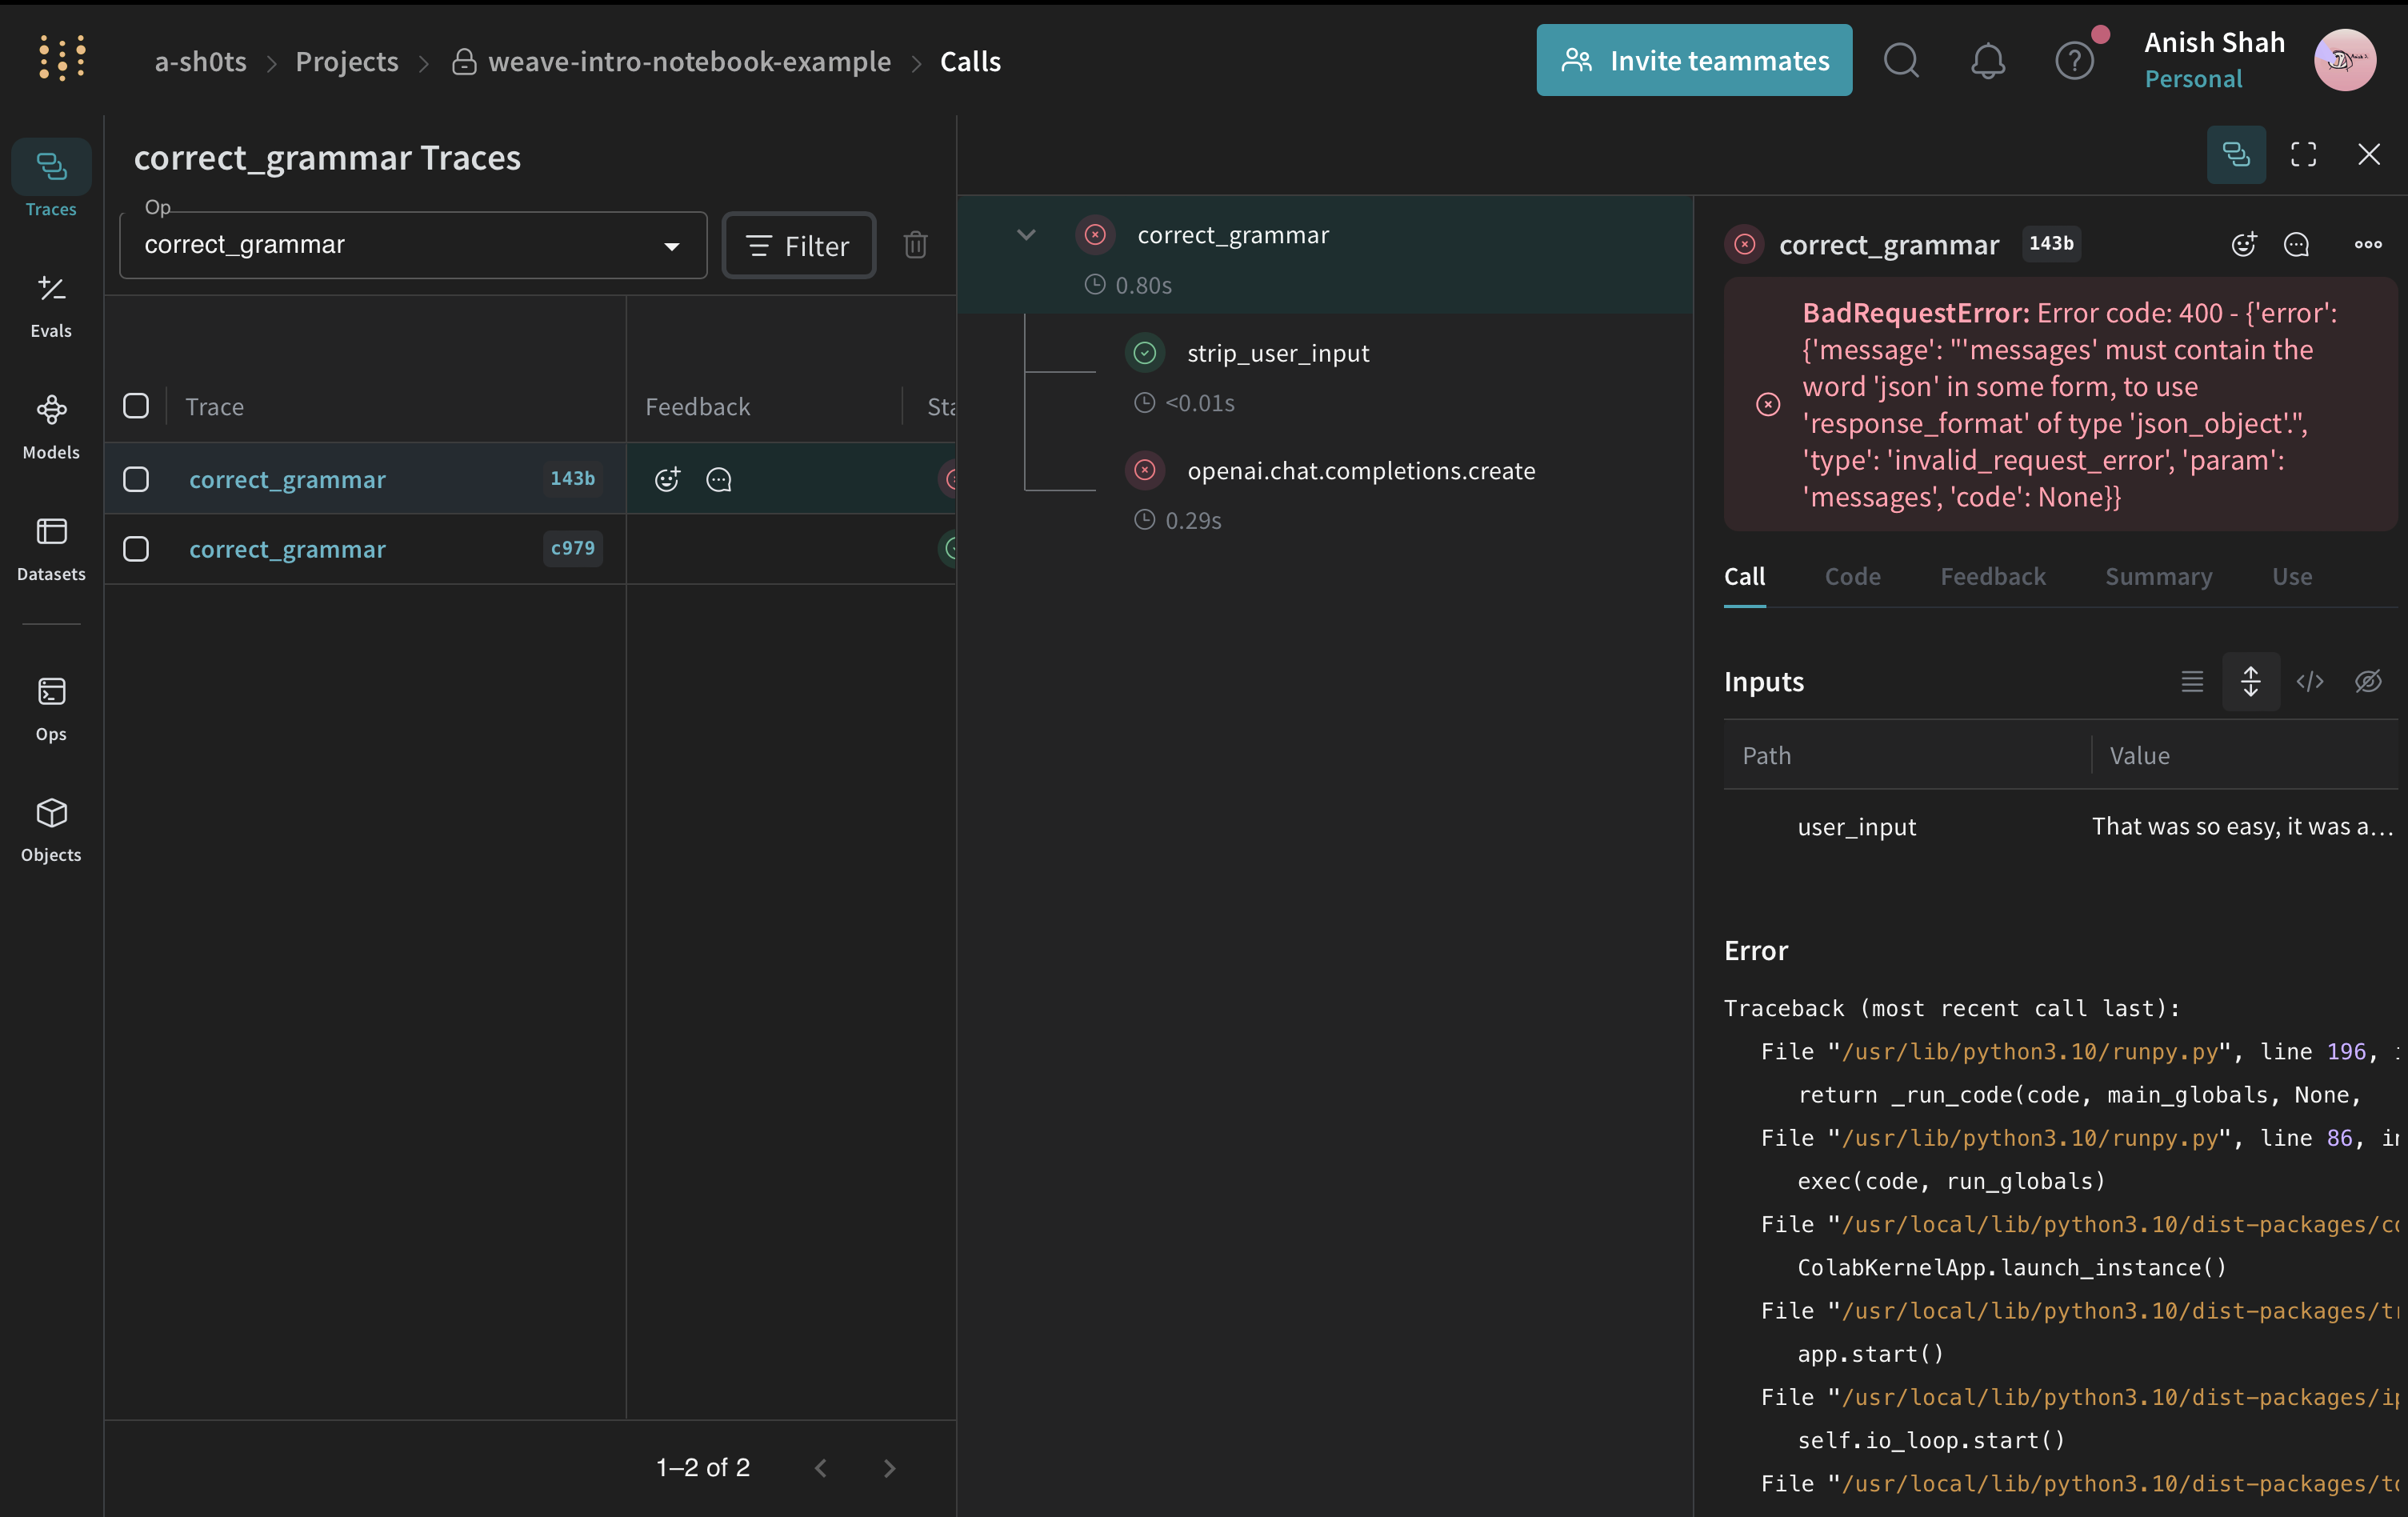 a-sh0ts > Projects > weave-intro-notebook-example > Calls
Invite teammates
Anish Shah
Personal
Traces
Evals
Models
Datasets
Ops
Objects
correct_grammar Traces
Op
correct_grammar
Filter
Trace Feedback
correct_grammar 143b
correct_grammar c979
1–2 of 2
correct_grammar
0.80s
strip_user_input
<0.01s
openai.chat.completions.create
0.29s
correct_grammar 143b
BadRequestError: Error code: 400 - {'error':
{'message': "'messages' must contain the
word 'json' in some form, to use
'response_format' of type 'json_object'.",
'type': 'invalid_request_error', 'param':
'messages', 'code': None}}
Call Code Feedback Summary Use
Inputs
Path Value
user_input That was so easy, it was a...
Error
Traceback (most recent call last):
File "/usr/lib/python3.10/runpy.py", line 196,
return _run_code(code, main_globals, None,
File "/usr/lib/python3.10/runpy.py", line 86,
exec(code, run_globals)
File "/usr/local/lib/python3.10/dist-packages/
ColabKernelApp.launch_instance()
File "/usr/local/lib/python3.10/dist-packages/
app.start()
File "/usr/local/lib/python3.10/dist-packages/
self.io_loop.start()
File "/usr/local/lib/python3.10/dist-packages/